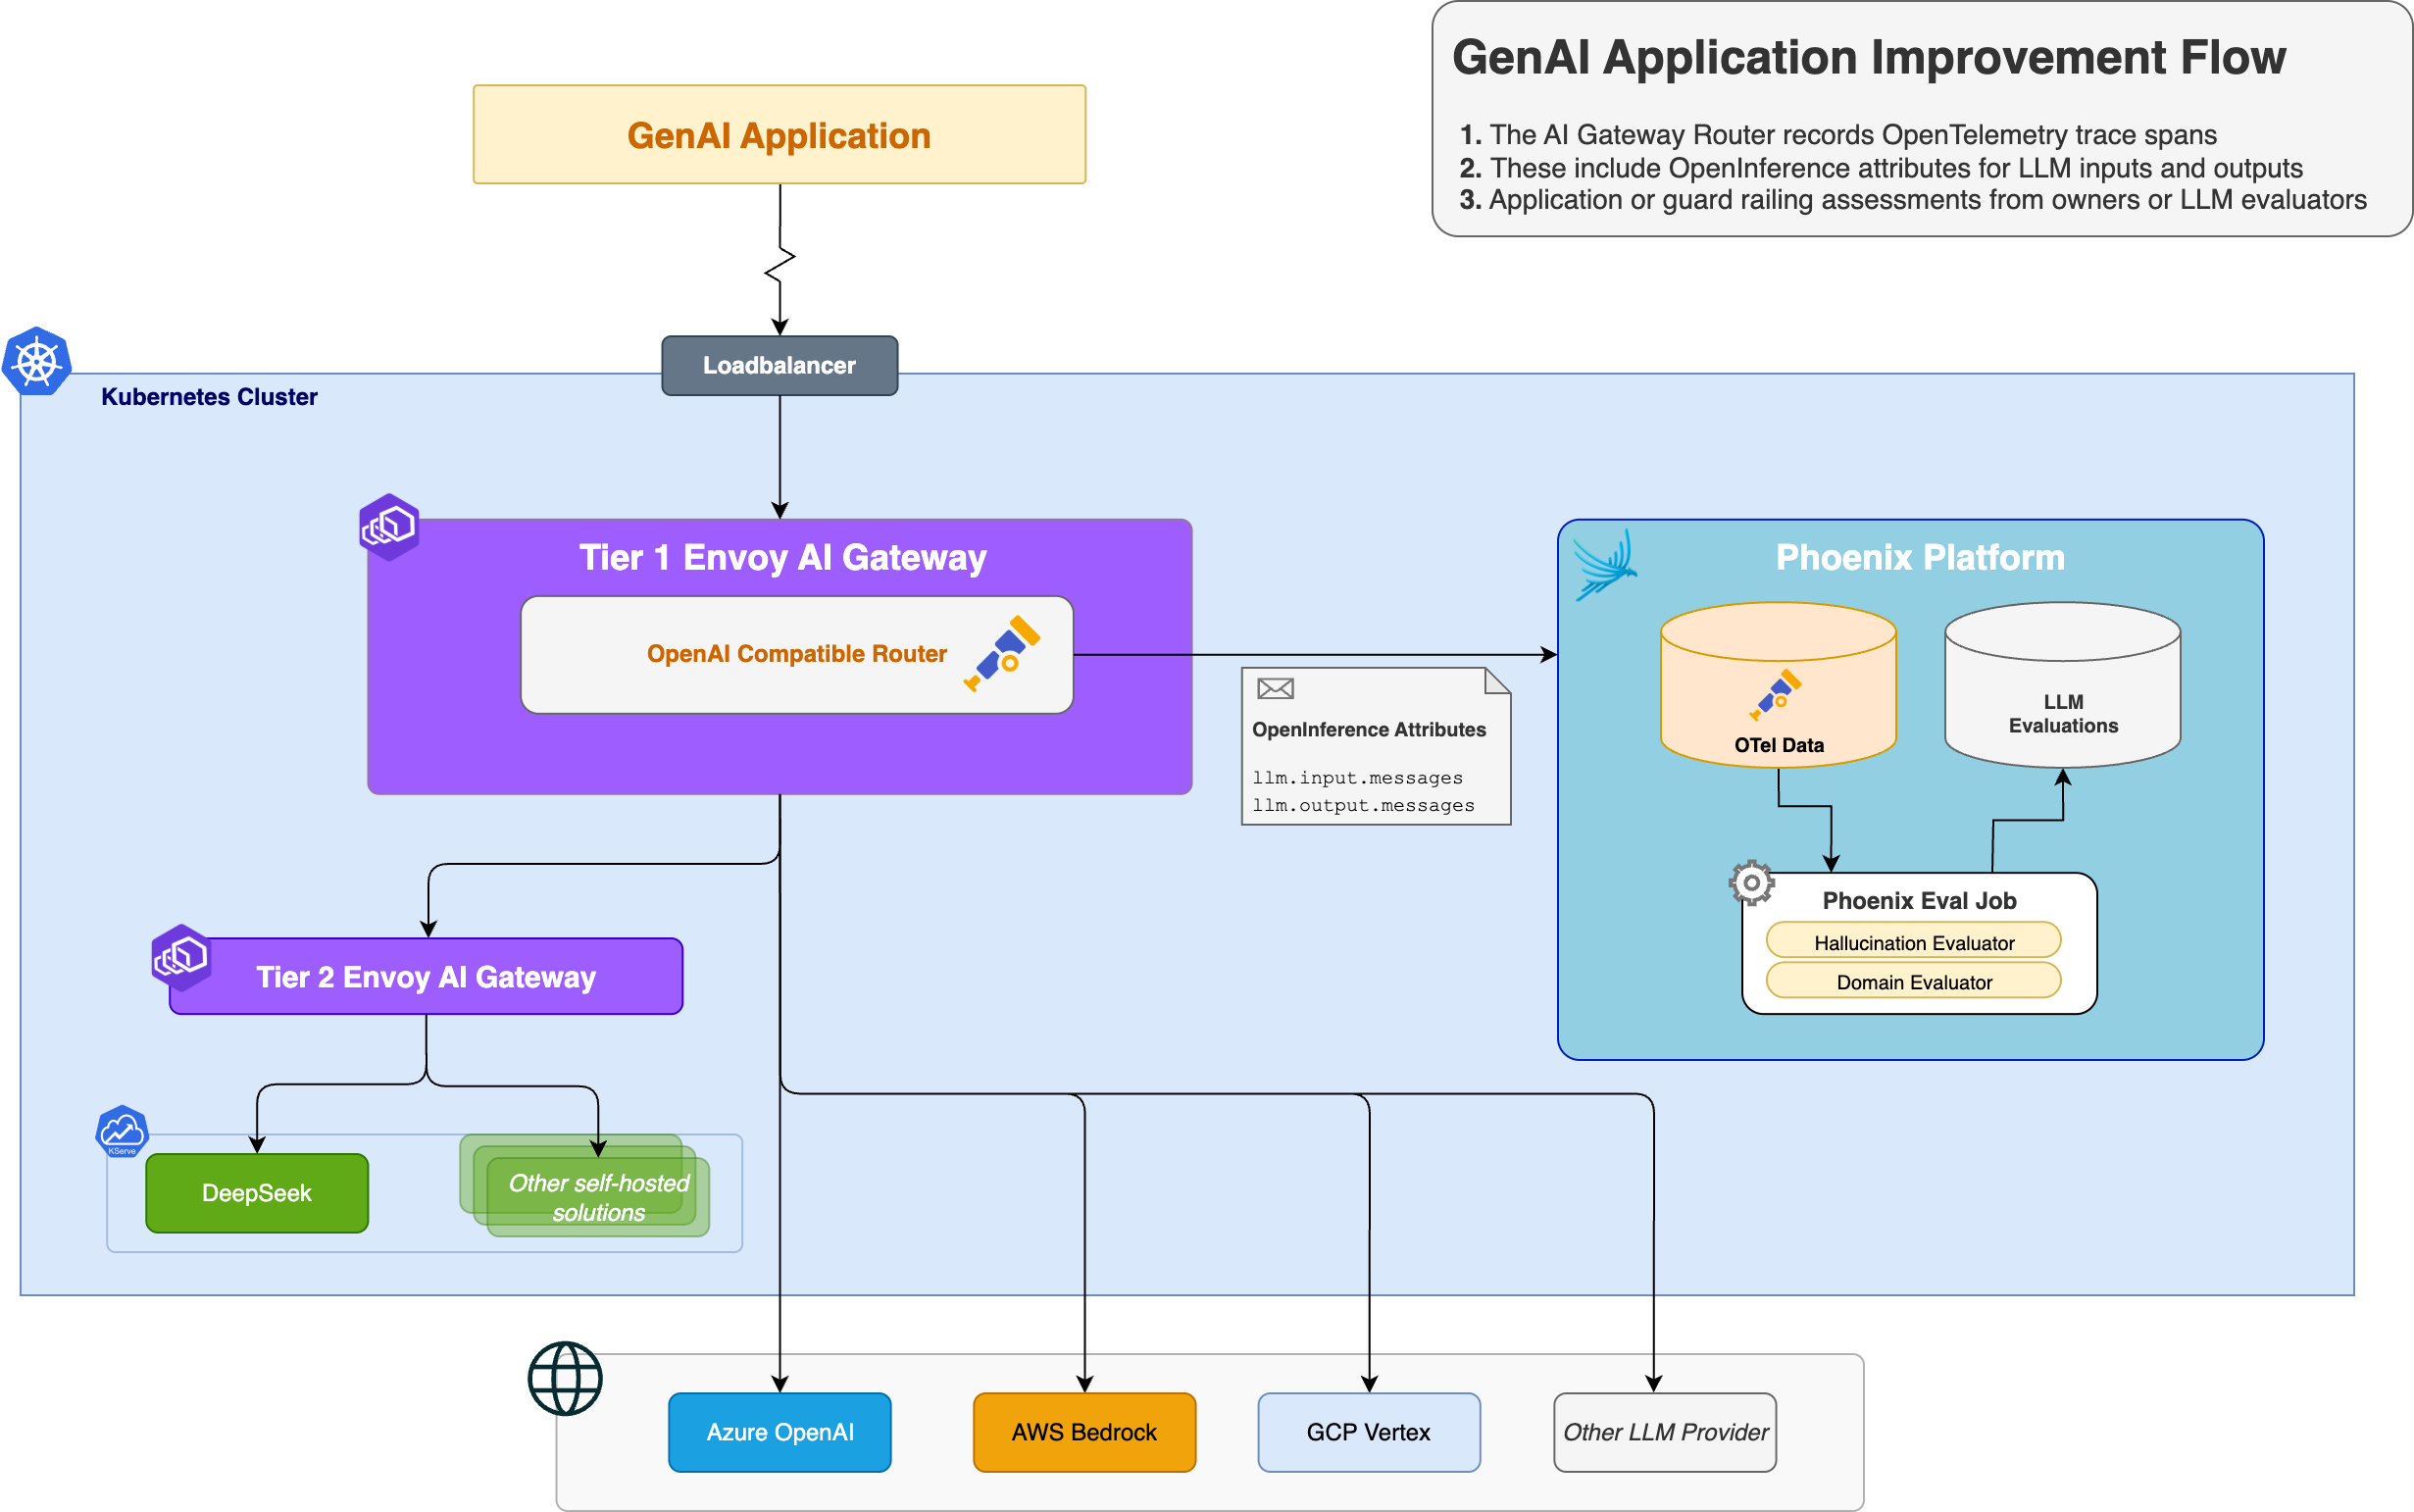 GenAI Application Improvement Flow
1. The AI Gateway Router records OpenTelemetry trace spans
2. These include OpenInference attributes for LLM inputs and outputs
3. Application or guard railing assessments from owners or LLM evaluators
GenAI Application
Loadbalancer
Kubernetes Cluster
Tier 1 Envoy AI Gateway
OpenAI Compatible Router
OpenInference Attributes
llm.input.messages
llm.output.messages
Phoenix Platform
OTel Data
LLM
Evaluations
Phoenix Eval Job
Hallucination Evaluator
Domain Evaluator
Tier 2 Envoy AI Gateway
KServe
DeepSeek
Other self-hosted
solutions
Azure OpenAI
AWS Bedrock
GCP Vertex
Other LLM Provider